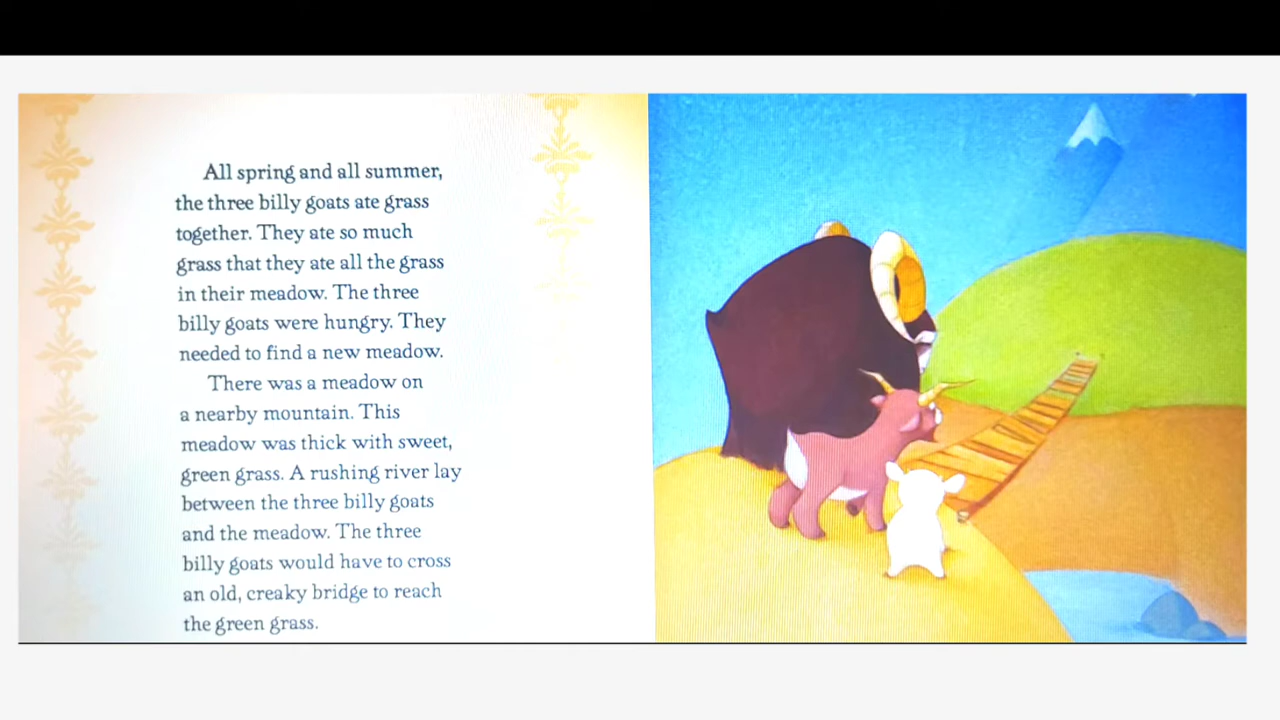 All spring and all summer,
the three billy goats ate grass
together. They ate so much
grass that they ate all the grass
in their meadow. The three
billy goats were hungry. They
needed to find a new meadow.
There was a meadow on
a nearby mountain. This
meadow was thick with sweet,
green grass. A rushing river lay
between the three billy goats
and the meadow. The three
billy goats would have to cross
an old, creaky bridge to reach
the green grass.